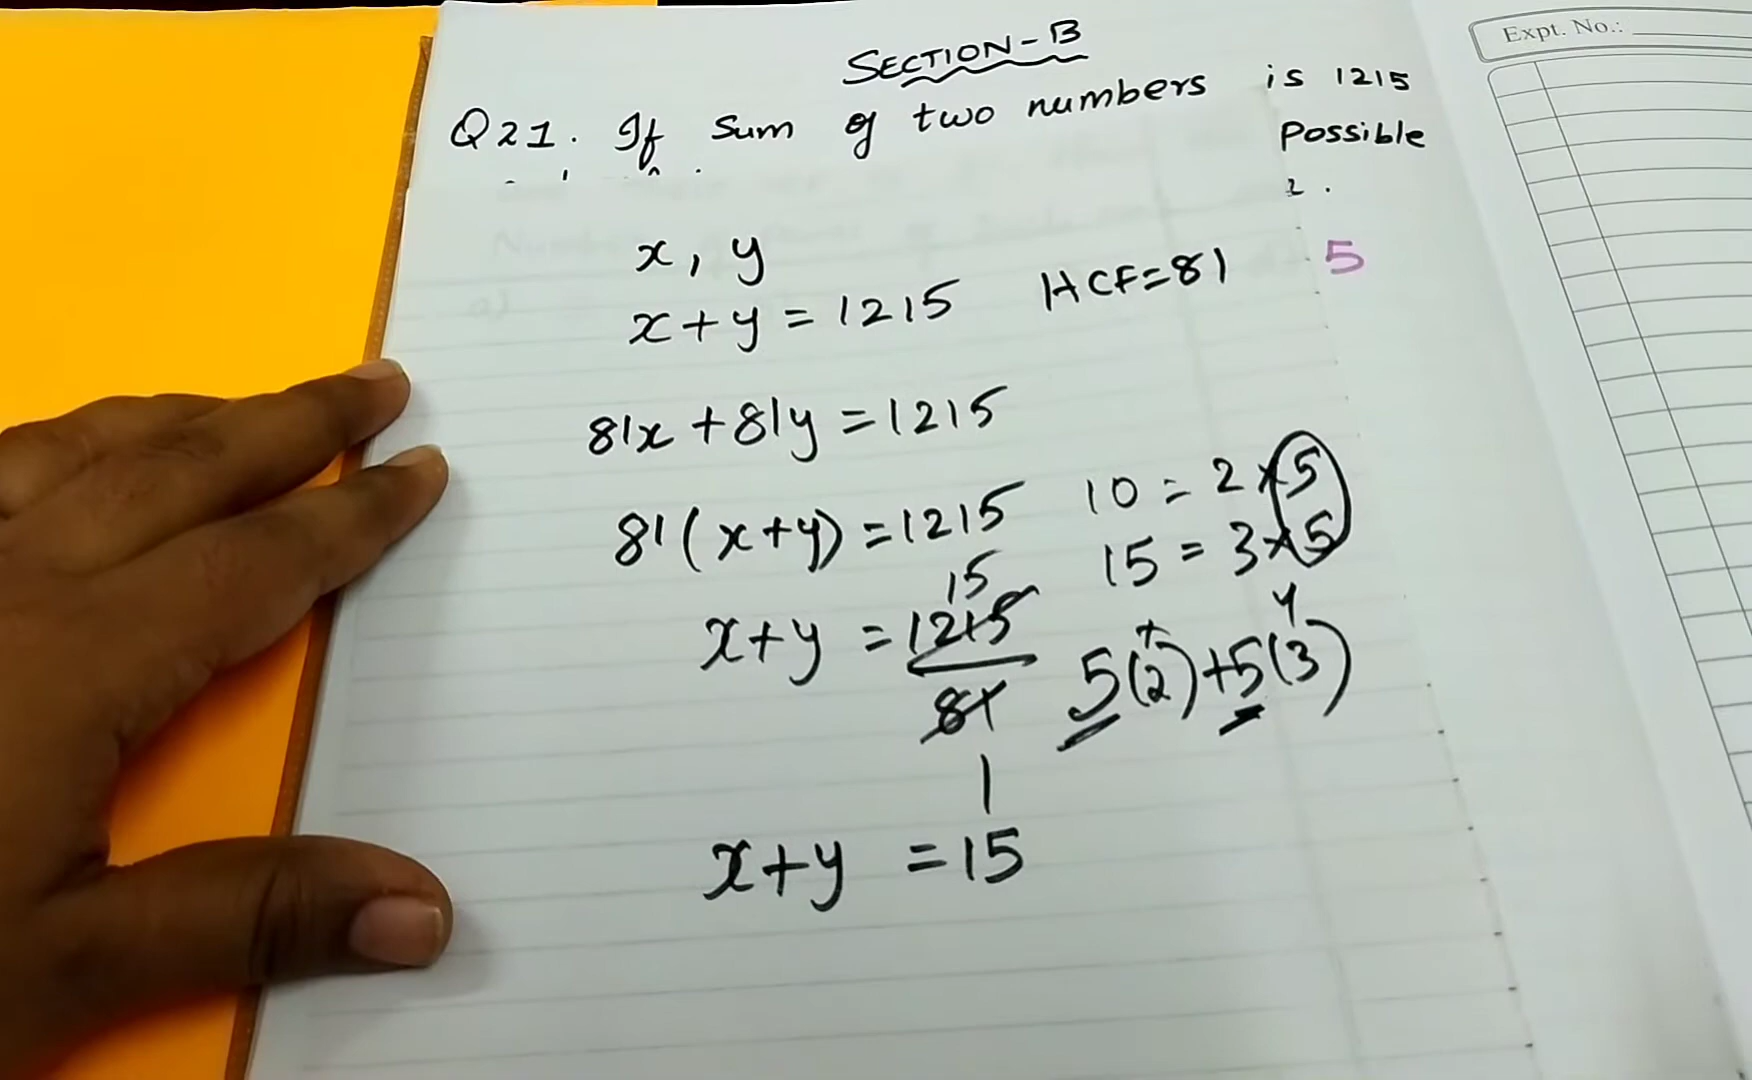 SECTION-B
Q21. If sum of two numbers is 1215
possible
x, y
5
x+y = 1215 HCF=81
81x +81y =1215
10 = 2×5
81(x+y)=1215
15 = 3×5
15
x+y =1215
81
5(2)+5(3)
x y
1
x+y =15
Expt. No.: